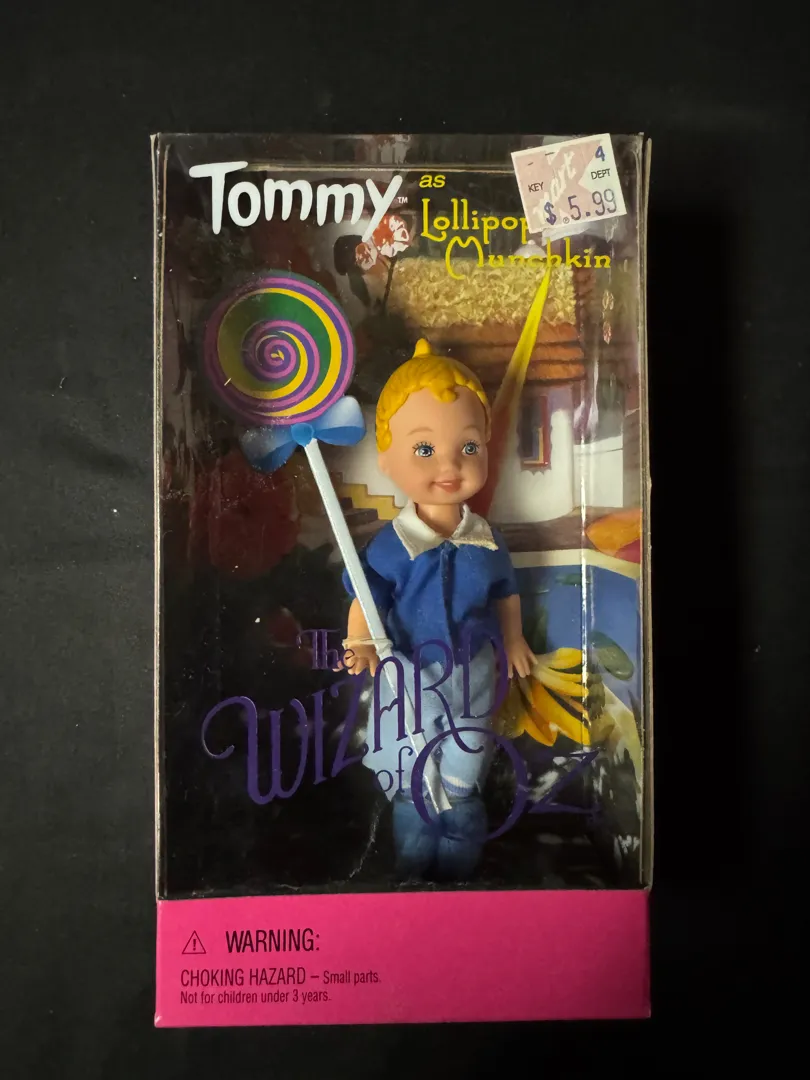 Tommy™ as
Lollipop
Munchkin
4
KEY DEPT
$5.99
The
WIZARD
of Oz
WARNING:
CHOKING HAZARD – Small parts.
Not for children under 3 years.